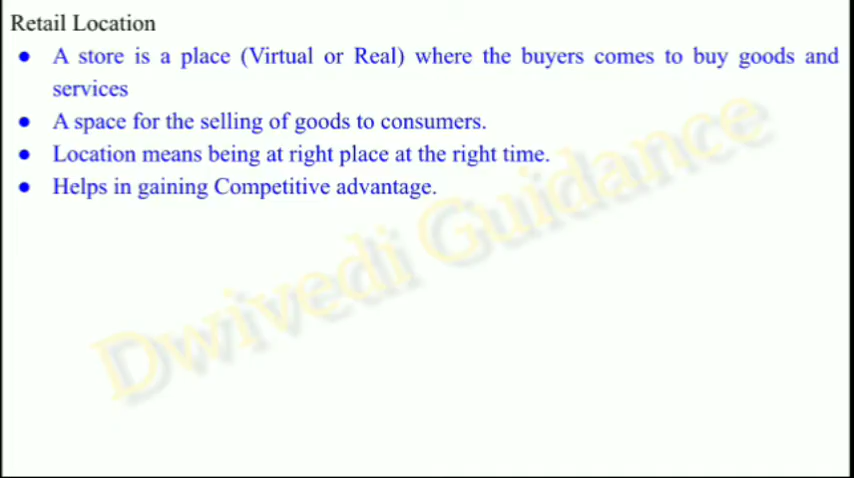 Retail Location
● A store is a place (Virtual or Real) where the buyers comes to buy goods and
services
● A space for the selling of goods to consumers.
● Location means being at right place at the right time.
● Helps in gaining Competitive advantage.
Dwivedi Guidance